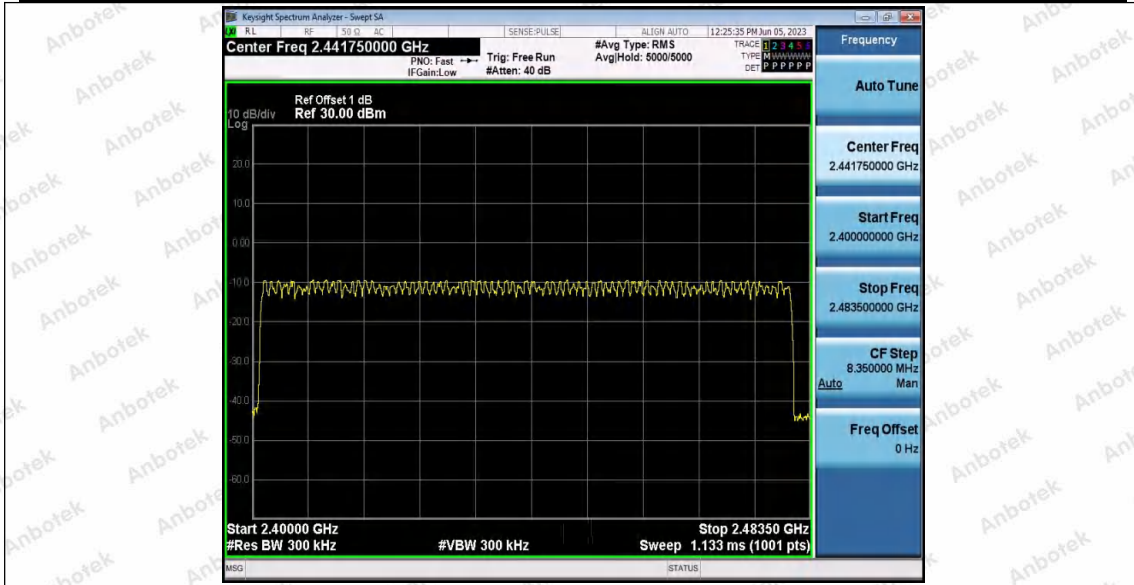 Keysight Spectrum Analyzer - Swept SA
RL RF 50 Ω AC SENSE:PULSE ALIGN AUTO 12:25:35 PM Jun 05, 2023
Center Freq 2.441750000 GHz
PNO: Fast
IFGain:Low
Trig: Free Run
#Atten: 40 dB
#Avg Type: RMS
Avg|Hold: 5000/5000
TRACE 1 2 3 4 5 6
TYPE M WWWWW
DET P P P P P P
Ref Offset 1 dB
10 dB/div Ref 30.00 dBm
Log
20.0
10.0
0.00
-10.0
-20.0
-30.0
-40.0
-50.0
-60.0
Start 2.40000 GHz Stop 2.48350 GHz
#Res BW 300 kHz #VBW 300 kHz Sweep 1.133 ms (1001 pts)
MSG STATUS
Frequency
Auto Tune
Center Freq
2.441750000 GHz
Start Freq
2.400000000 GHz
Stop Freq
2.483500000 GHz
CF Step
8.350000 MHz
Auto Man
Freq Offset
0 Hz
Anbotek